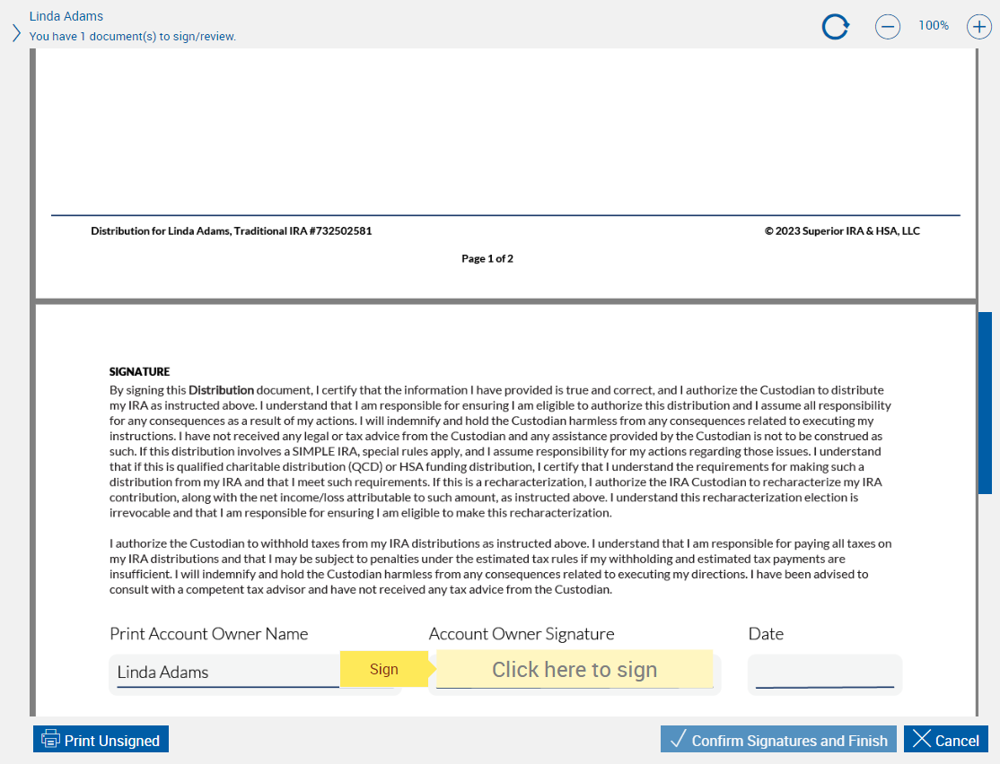 Linda Adams
You have 1 document(s) to sign/review.
100%
Distribution for Linda Adams, Traditional IRA #732502581
© 2023 Superior IRA & HSA, LLC
Page 1 of 2
SIGNATURE
By signing this Distribution document, I certify that the information I have provided is true and correct, and I authorize the Custodian to distribute
my IRA as instructed above. I understand that I am responsible for ensuring I am eligible to authorize this distribution and I assume all responsibility
for any consequences as a result of my actions. I will indemnify and hold the Custodian harmless from any consequences related to executing my
instructions. I have not received any legal or tax advice from the Custodian and any assistance provided by the Custodian is not to be construed as
such. If this distribution involves a SIMPLE IRA, special rules apply, and I assume responsibility for my actions regarding those issues. I understand
that if this is qualified charitable distribution (QCD) or HSA funding distribution, I certify that I understand the requirements for making such a
distribution from my IRA and that I meet such requirements. If this is a recharacterization, I authorize the IRA Custodian to recharacterize my IRA
contribution, along with the net income/loss attributable to such amount, as instructed above. I understand this recharacterization election is
irrevocable and that I am responsible for ensuring I am eligible to make this recharacterization.
I authorize the Custodian to withhold taxes from my IRA distributions as instructed above. I understand that I am responsible for paying all taxes on
my IRA distributions and that I may be subject to penalties under the estimated tax rules if my withholding and estimated tax payments are
insufficient. I will indemnify and hold the Custodian harmless from any consequences related to executing my directions. I have been advised to
consult with a competent tax advisor and have not received any tax advice from the Custodian.
Print Account Owner Name
Account Owner Signature
Date
Linda Adams
Sign
Click here to sign
Print Unsigned
Confirm Signatures and Finish
Cancel